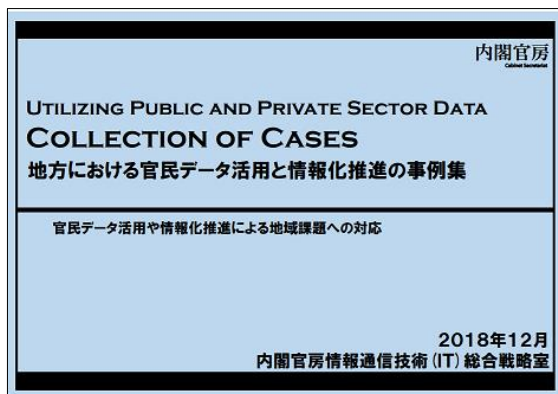 内閣官房
Cabinet Secretariat
UTILIZING PUBLIC AND PRIVATE SECTOR DATA
COLLECTION OF CASES
地方における官民データ活用と情報化推進の事例集
官民データ活用や情報化推進による地域課題への対応
2018年12月
内閣官房情報通信技術(IT)総合戦略室